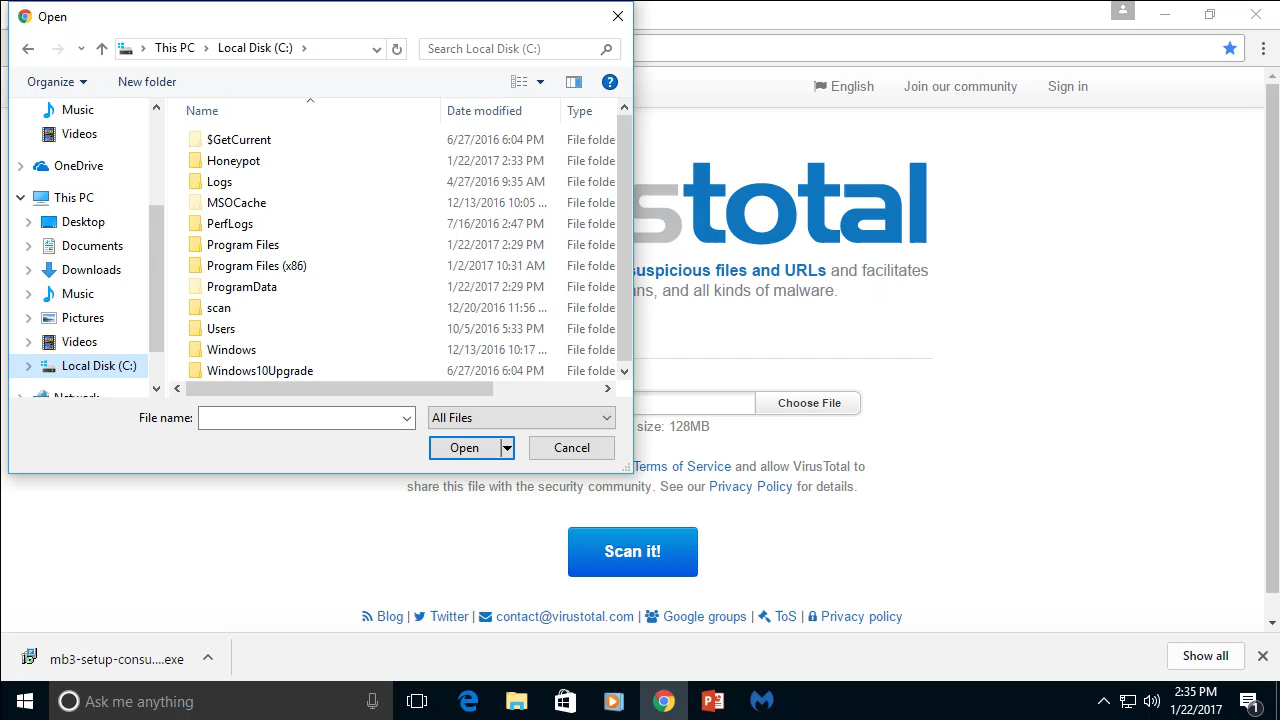 Open
This PC
Local Disk (C:)
Search Local Disk (C:)
Organize
New folder
Music
Videos
OneDrive
This PC
Desktop
Documents
Downloads
Music
Pictures
Videos
Local Disk (C:)
Name Date modified Type
$GetCurrent 6/27/2016 6:04 PM File folde
Honeypot 1/22/2017 2:33 PM File folde
Logs 4/27/2016 9:35 AM File folde
MSOCache 12/13/2016 10:05 ... File folde
PerfLogs 7/16/2016 2:47 PM File folde
Program Files 1/22/2017 2:29 PM File folde
Program Files (x86) 1/2/2017 10:31 AM File folde
ProgramData 1/22/2017 2:29 PM File folde
scan 12/20/2016 11:56 ... File folde
Users 10/5/2016 5:33 PM File folde
Windows 12/13/2016 10:17 ... File folde
Windows10Upgrade 6/27/2016 6:04 PM File folde
File name:
All Files
Open
Cancel
English Join our community Sign in
stotal
suspicious files and URLs and facilitates
ns, and all kinds of malware.
Choose File
size: 128MB
Terms of Service and allow VirusTotal to
share this file with the security community. See our Privacy Policy for details.
Scan it!
Blog | Twitter | contact@virustotal.com | Google groups | ToS | Privacy policy
mb3-setup-consu....exe
Show all
Ask me anything
2:35 PM
1/22/2017
1